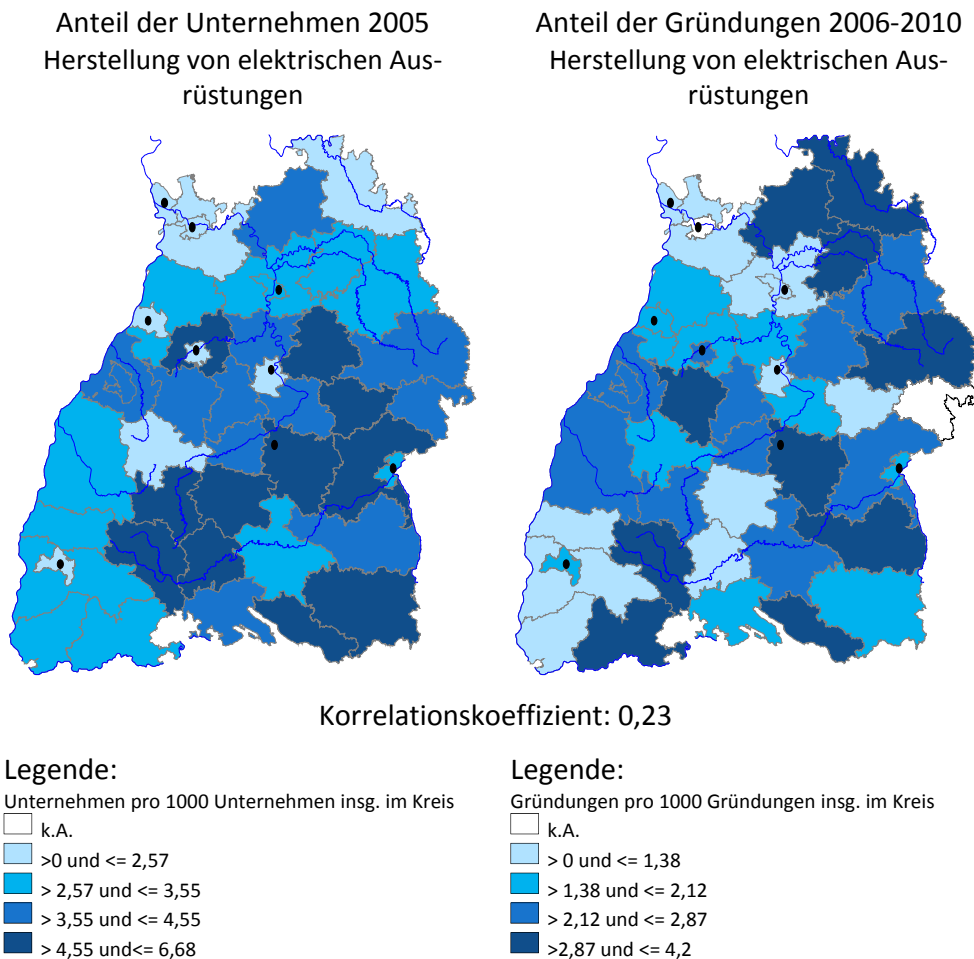 Anteil der Unternehmen 2005
Herstellung von elektrischen Aus-
rüstungen
Anteil der Gründungen 2006-2010
Herstellung von elektrischen Aus-
rüstungen
Korrelationskoeffizient: 0,23
Legende:
Unternehmen pro 1000 Unternehmen insg. im Kreis
k.A.
>0 und <= 2,57
> 2,57 und <= 3,55
> 3,55 und <= 4,55
> 4,55 und<= 6,68
Legende:
Gründungen pro 1000 Gründungen insg. im Kreis
k.A.
> 0 und <= 1,38
> 1,38 und <= 2,12
> 2,12 und <= 2,87
>2,87 und <= 4,2